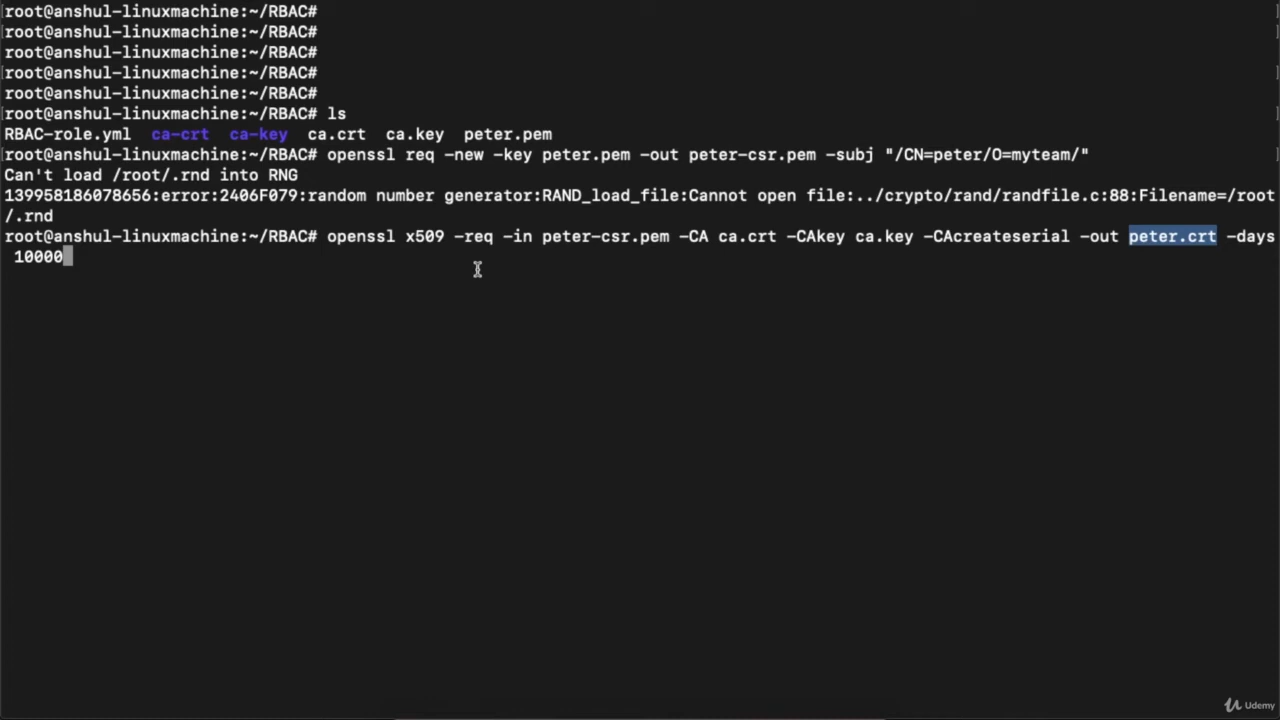 root@anshul-linuxmachine:~/RBAC#
root@anshul-linuxmachine:~/RBAC#
root@anshul-linuxmachine:~/RBAC#
root@anshul-linuxmachine:~/RBAC#
root@anshul-linuxmachine:~/RBAC#
root@anshul-linuxmachine:~/RBAC# ls
RBAC-role.yml ca-crt ca-key ca.crt ca.key peter.pem
root@anshul-linuxmachine:~/RBAC# openssl req -new -key peter.pem -out peter-csr.pem -subj "/CN=peter/O=myteam/"
Can't load /root/.rnd into RNG
139958186078656:error:2406F079:random number generator:RAND_load_file:Cannot open file:../crypto/rand/randfile.c:88:Filename=/root
/.rnd
root@anshul-linuxmachine:~/RBAC# openssl x509 -req -in peter-csr.pem -CA ca.crt -CAkey ca.key -CAcreateserial -out peter.crt -days
10000
Udemy